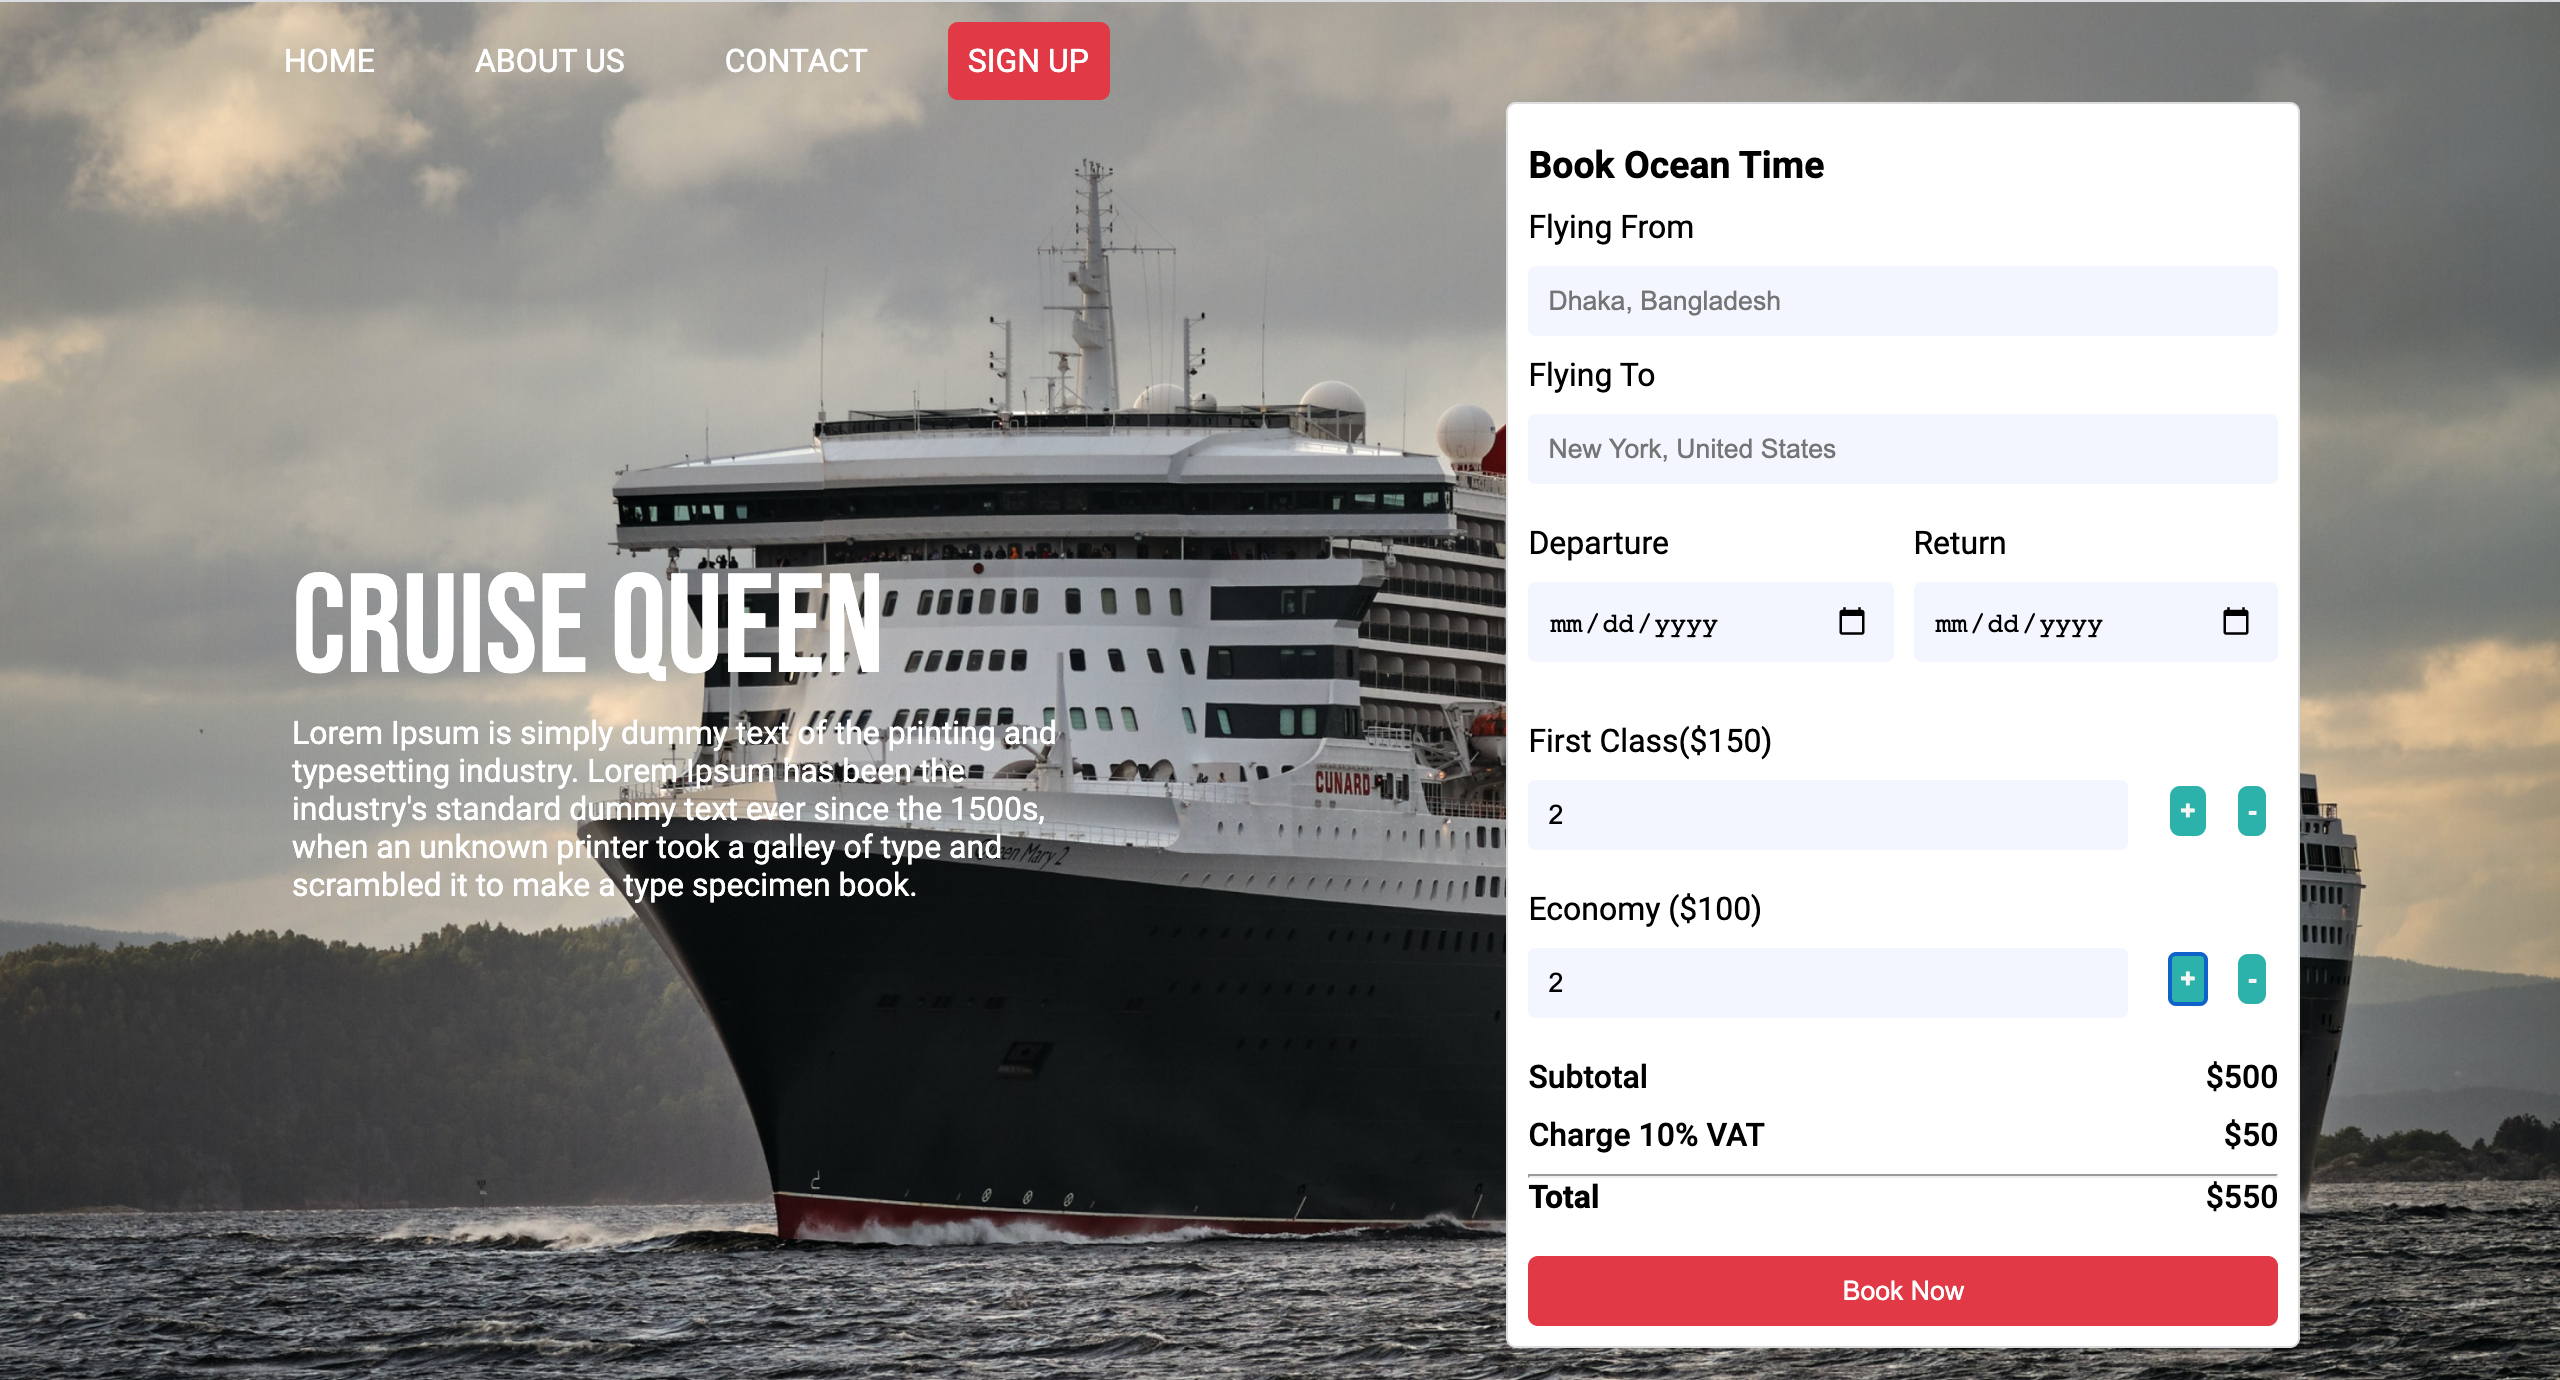 HOME
ABOUT US
CONTACT
SIGN UP
CRUISE QUEEN
Lorem Ipsum is simply dummy text of the printing and
typesetting industry. Lorem Ipsum has been the
industry's standard dummy text ever since the 1500s,
when an unknown printer took a galley of type and
scrambled it to make a type specimen book.
CUNARD
Mary 2
Book Ocean Time
Flying From
Dhaka, Bangladesh
Flying To
New York, United States
Departure
Return
mm/dd/yyyy
mm/dd/yyyy
First Class($150)
2
+
-
Economy ($100)
2
+
-
Subtotal
$500
Charge 10% VAT
$50
Total
$550
Book Now